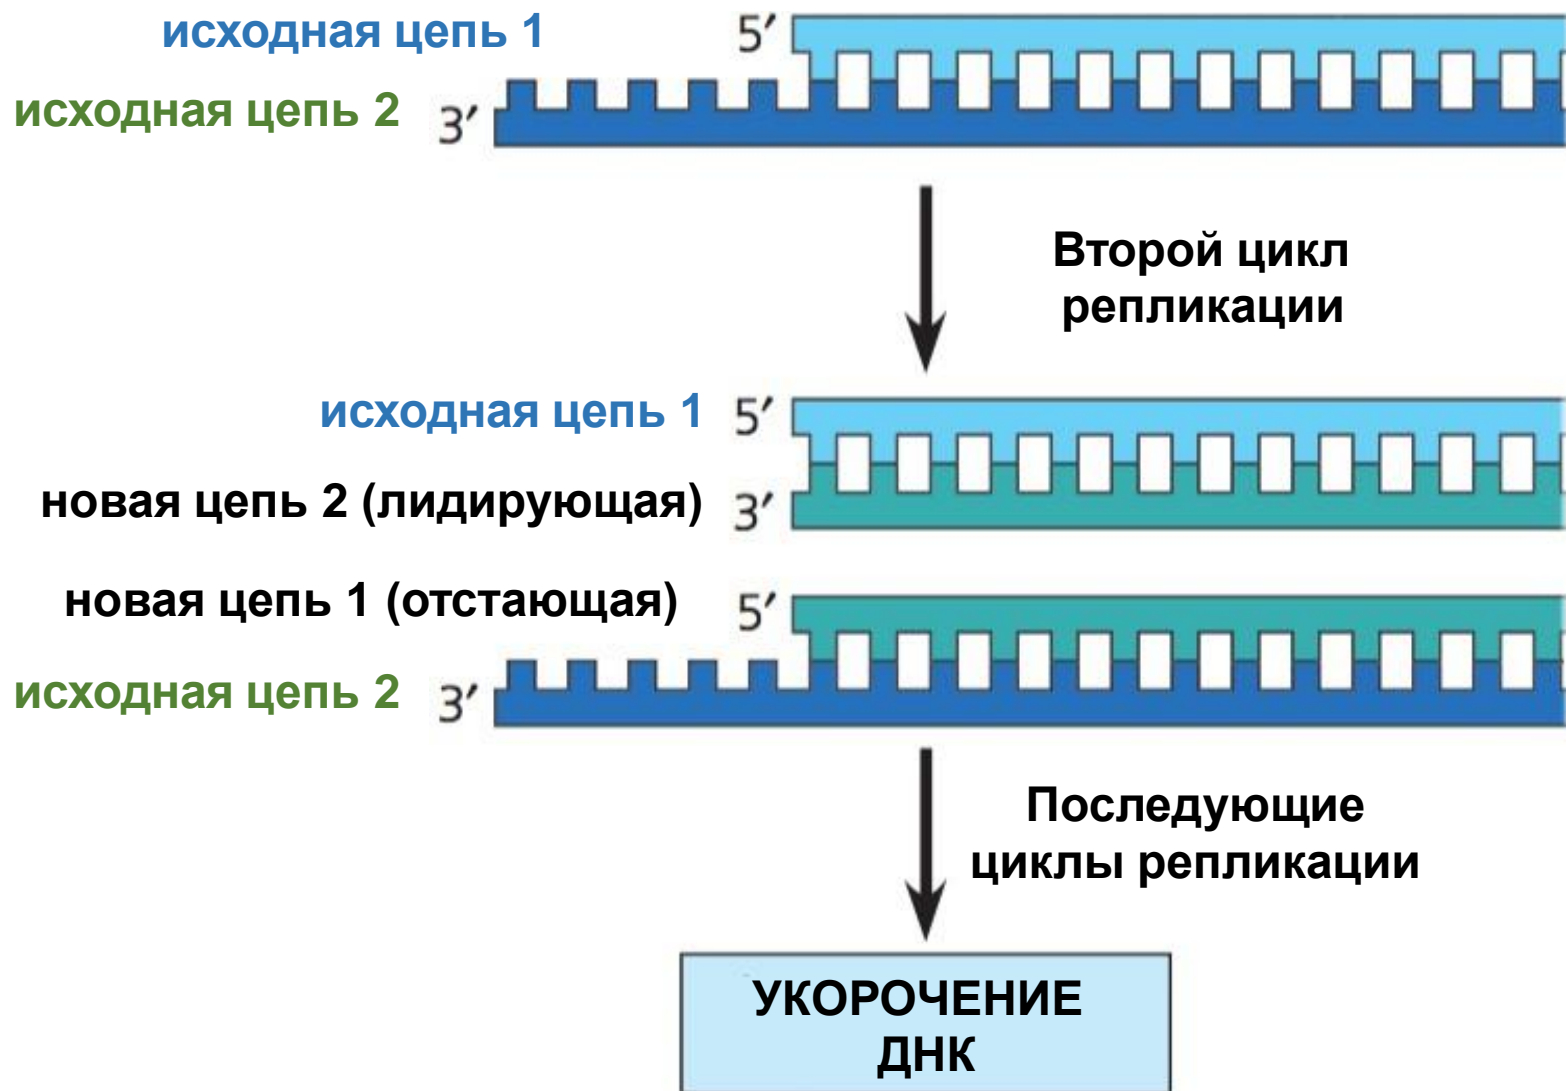 исходная цепь 1
5′
исходная цепь 2
3′
Второй цикл
репликации
исходная цепь 1
5′
новая цепь 2 (лидирующая)
3′
новая цепь 1 (отстающая)
5′
исходная цепь 2
3′
Последующие
циклы репликации
УКОРОЧЕНИЕ
ДНК